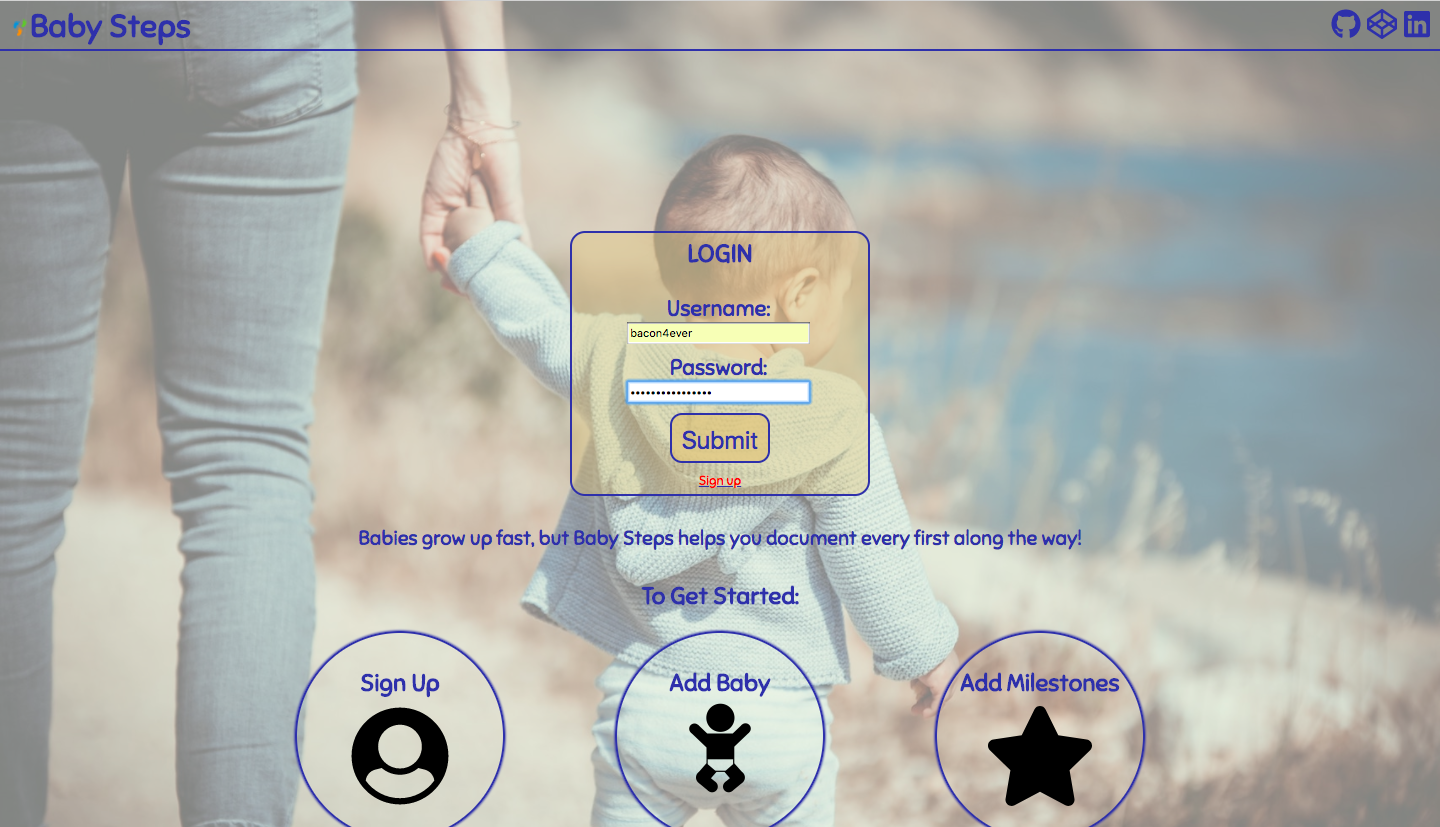 Baby Steps
LOGIN
Username:
bacon4ever
Password:
••••••••••••••••
Submit
Sign up
Babies grow up fast, but Baby Steps helps you document every first along the way!
To Get Started:
Sign Up
Add Baby
Add Milestones